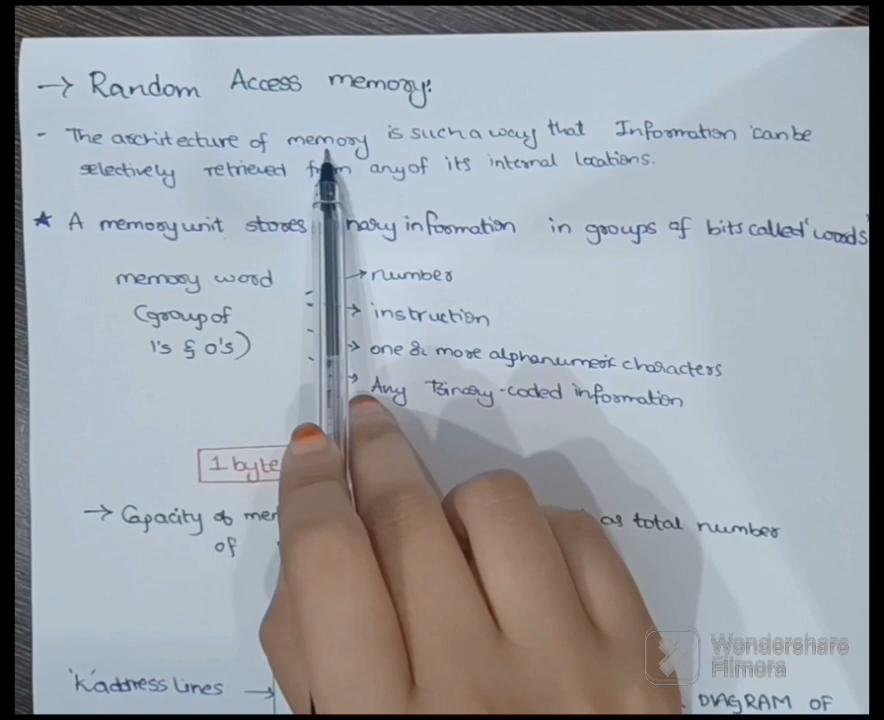 → Random Access memory:
- The architecture of memory is such a way that Information can be
selectively retrieved from any of its internal locations.
★ A memory unit stores nary information in groups of bits called 'words'
memory word → number
(group of → instruction
1's & 0's) → one or more alphanumeric characters
→ Any Binary-coded information
1 byte
→ Capacity of mem as total number
of
'K' address lines →
DIAGRAM OF
Wondershare
Filmora